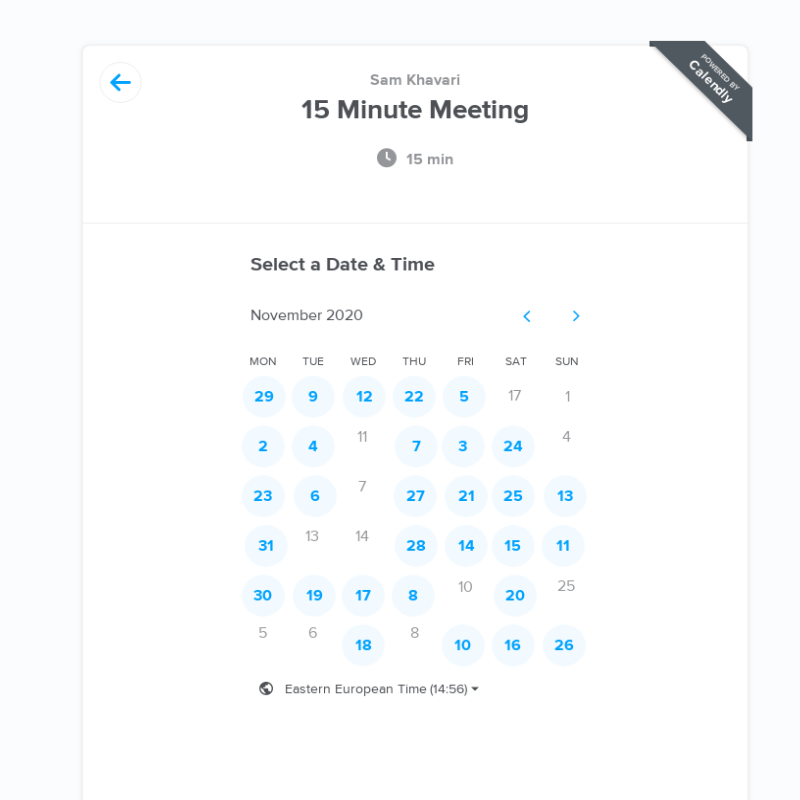 POWERED BY
Calendly
Sam Khavari
15 Minute Meeting
15 min
Select a Date & Time
November 2020
MON TUE WED THU FRI SAT SUN
29 9 12 22 5 17 1
2 4 11 7 3 24 4
23 6 7 27 21 25 13
31 13 14 28 14 15 11
30 19 17 8 10 20 25
5 6 18 8 10 16 26
Eastern European Time (14:56)